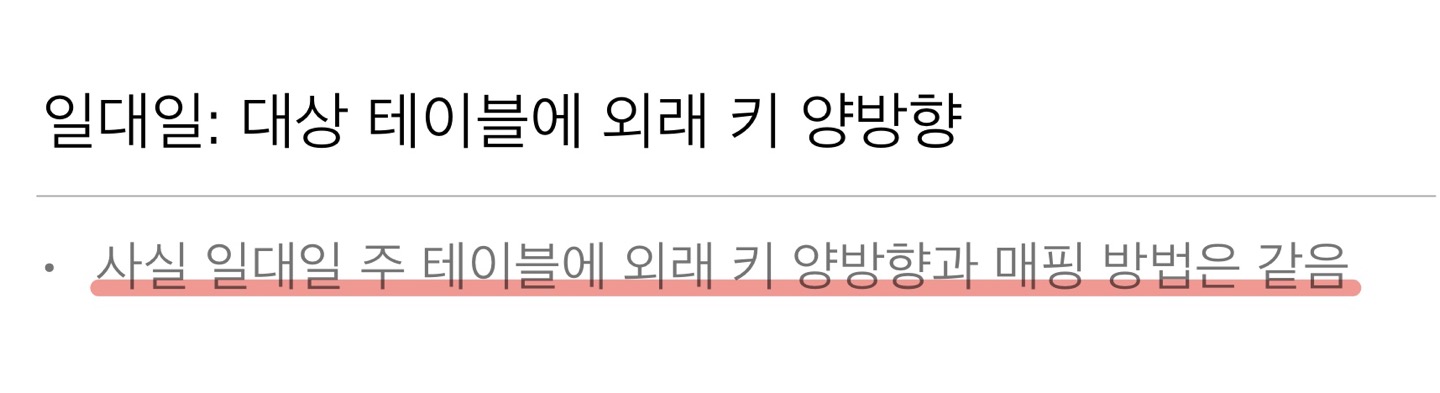 일대일: 대상 테이블에 외래 키 양방향
• 사실 일대일 주 테이블에 외래 키 양방향과 매핑 방법은 같음